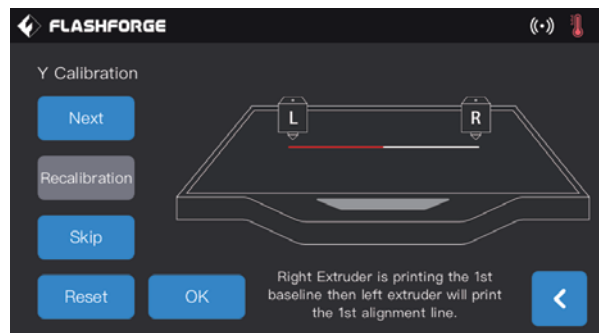 FLASHFORGE
Y Calibration
Next
L
R
Recalibration
Skip
Reset
OK
Right Extruder is printing the 1st
baseline then left extruder will print
the 1st alignment line.